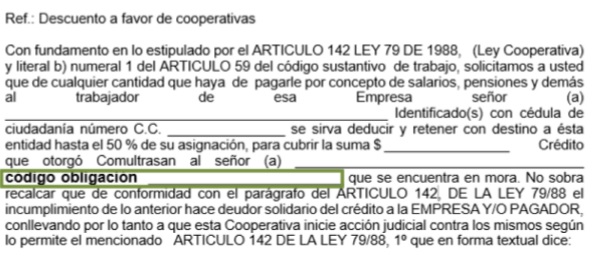 Ref.: Descuento a favor de cooperativas
Con fundamento en lo estipulado por el ARTICULO 142 LEY 79 DE 1988, (Ley Cooperativa)
y literal b) numeral 1 del ARTICULO 59 del código sustantivo de trabajo, solicitamos a usted
que de cualquier cantidad que haya de pagarle por concepto de salarios, pensiones y demás
al trabajador de esa Empresa señor (a)
____________________ Identificado(s) con cédula de
ciudadanía número C.C. ____________ se sirva deducir y retener con destino a ésta
entidad hasta el 50 % de su asignación, para cubrir la suma $ ____________ Crédito
que otorgó Comultrasan al señor (a) ____________________
código obligación ____________ que se encuentra en mora. No sobra
recalcar que de conformidad con el parágrafo del ARTICULO 142, DE LA LEY 79/88 el
incumplimiento de lo anterior hace deudor solidario del crédito a la EMPRESA Y/O PAGADOR,
conllevando por lo tanto a que esta Cooperativa inicie acción judicial contra los mismos según
lo permite el mencionado ARTICULO 142 DE LA LEY 79/88, 1º que en forma textual dice: